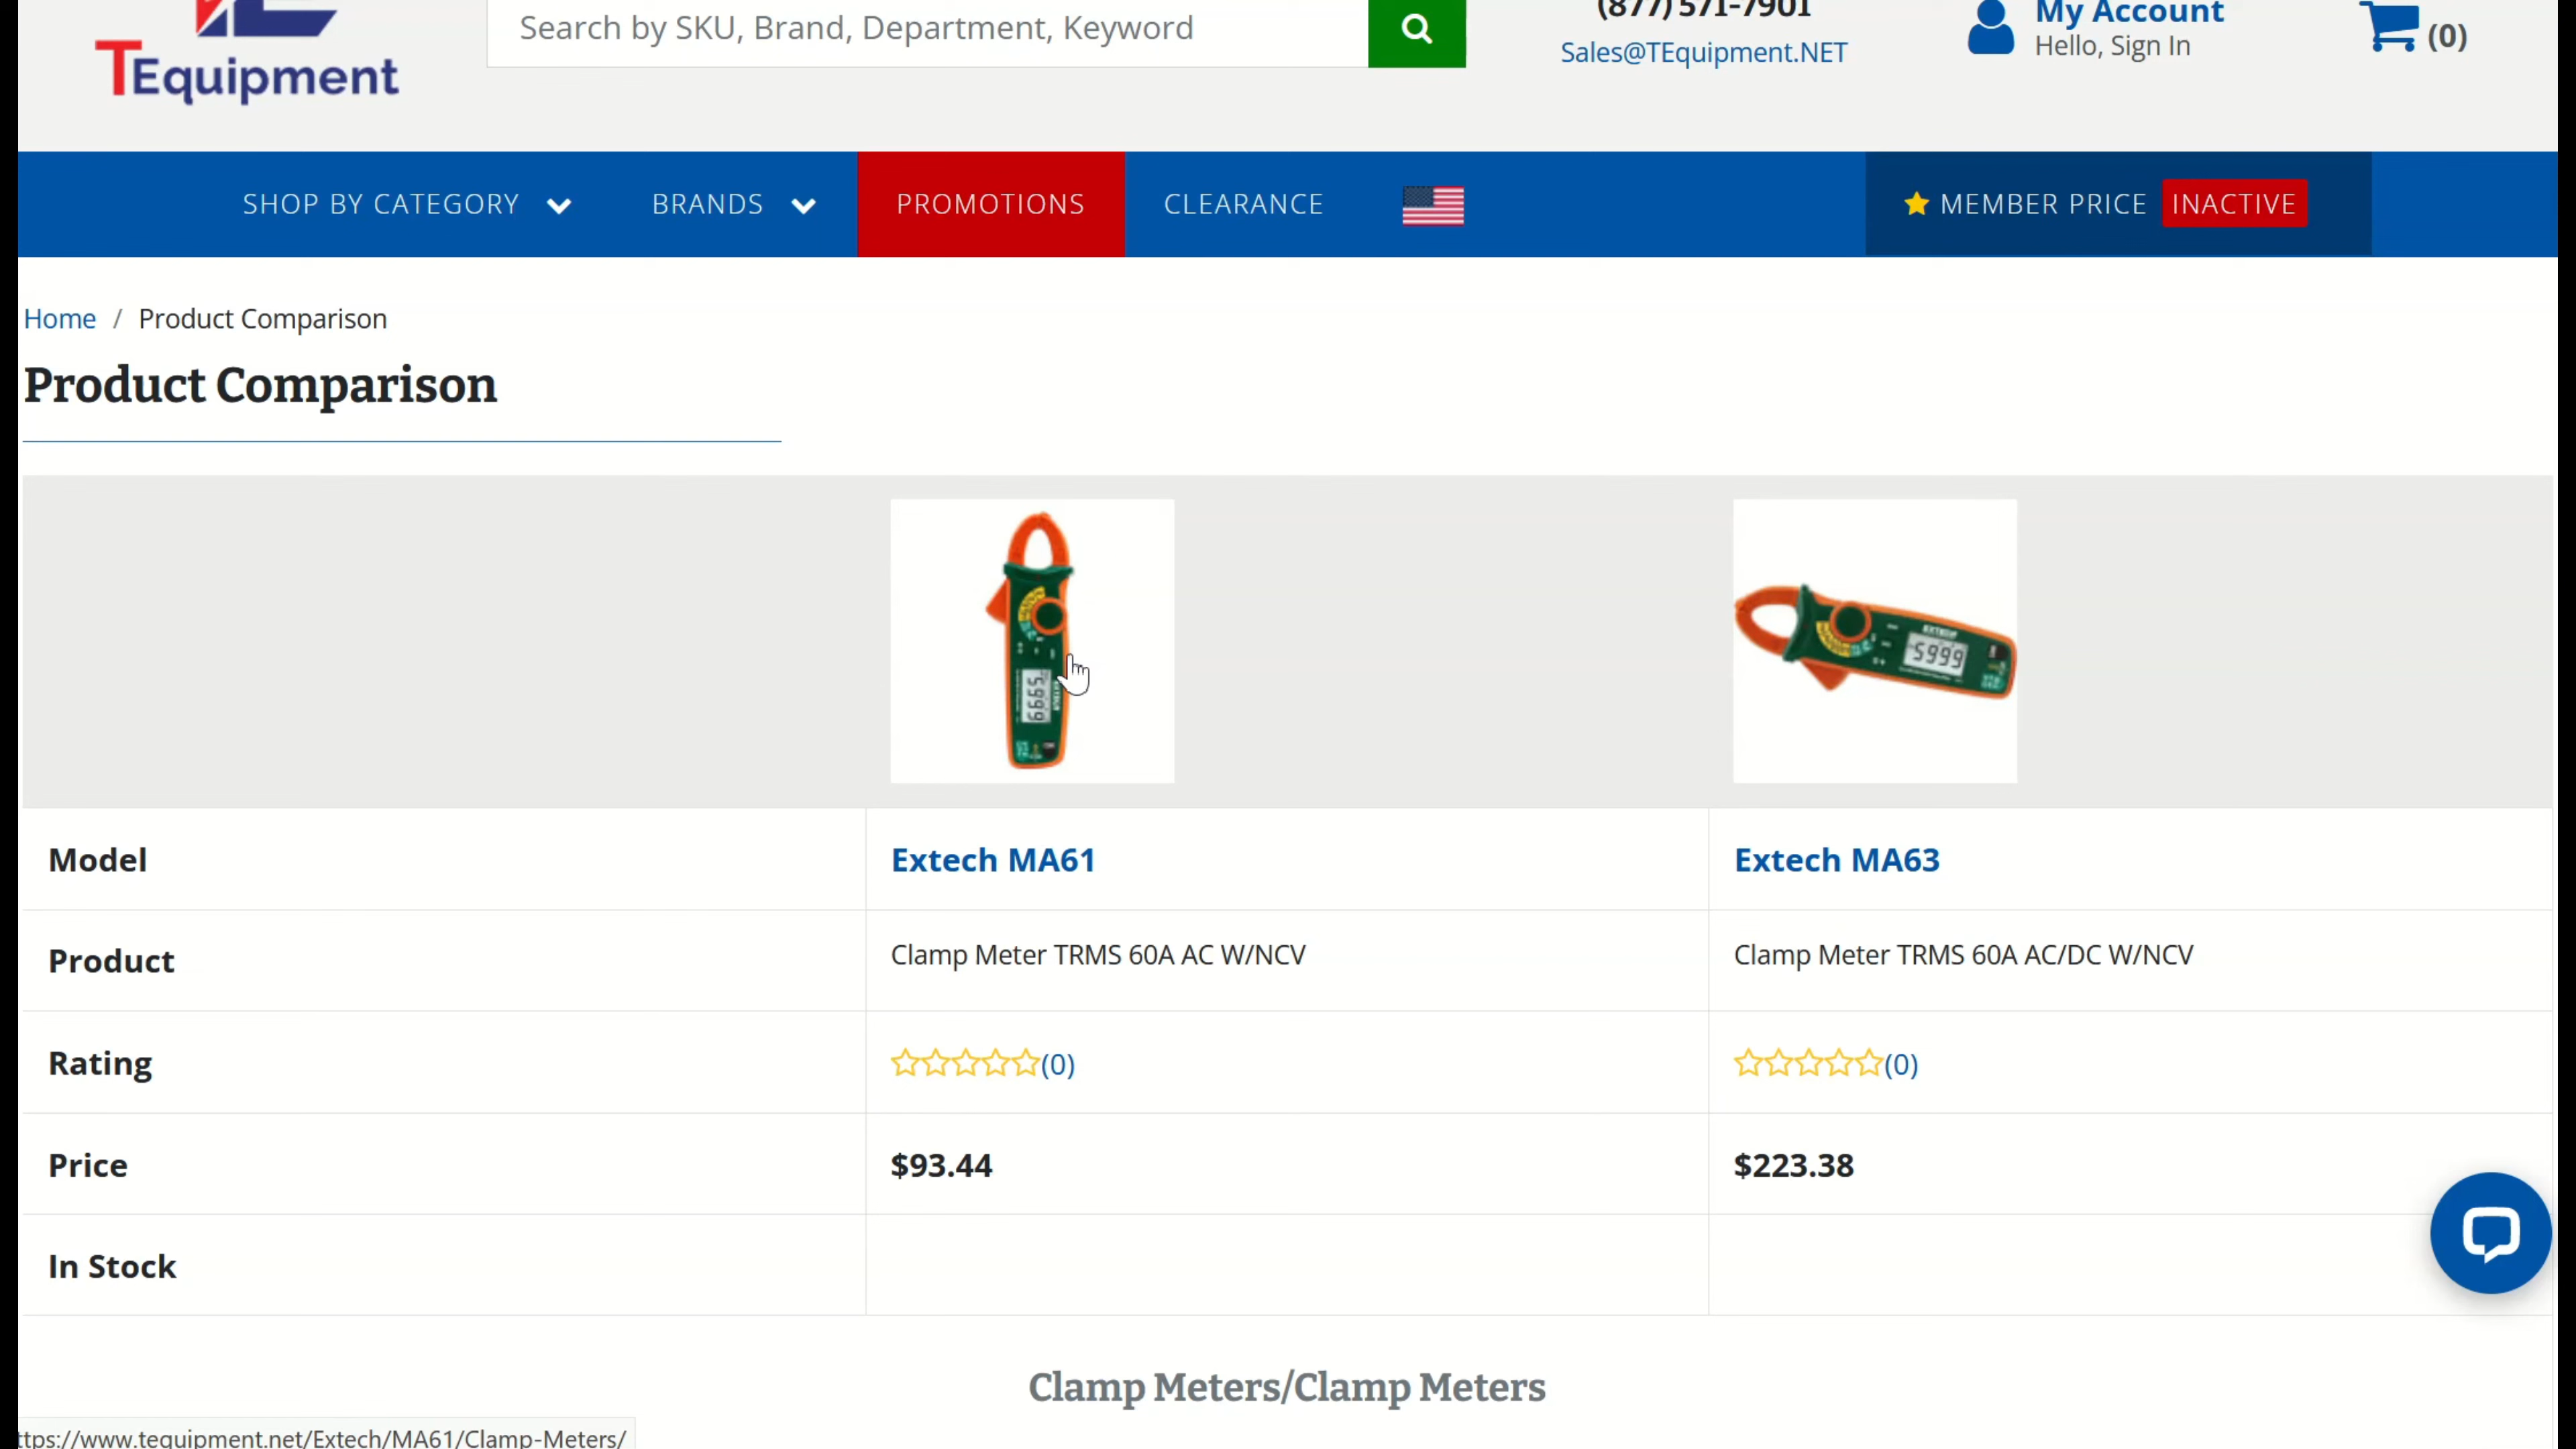 TEquipment
Search by SKU, Brand, Department, Keyword
(877) 571-7901
Sales@TEquipment.NET
My Account
Hello, Sign In
(0)
SHOP BY CATEGORY
BRANDS
PROMOTIONS
CLEARANCE
MEMBER PRICE INACTIVE
Home / Product Comparison
Product Comparison
5999
5999
Model
Extech MA61
Extech MA63
Product
Clamp Meter TRMS 60A AC W/NCV
Clamp Meter TRMS 60A AC/DC W/NCV
Rating
(0)
(0)
Price
$93.44
$223.38
In Stock
Clamp Meters/Clamp Meters
ttps://www.tequipment.net/Extech/MA61/Clamp-Meters/